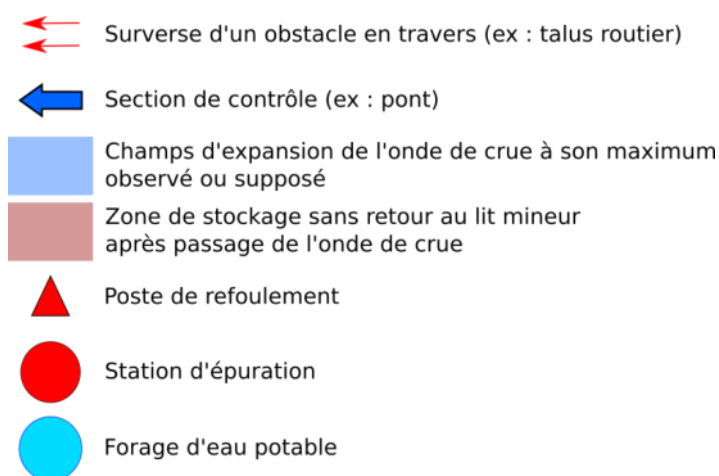 Surverse d'un obstacle en travers (ex : talus routier)
Section de contrôle (ex : pont)
Champs d'expansion de l'onde de crue à son maximum
observé ou supposé
Zone de stockage sans retour au lit mineur
après passage de l'onde de crue
Poste de refoulement
Station d'épuration
Forage d'eau potable